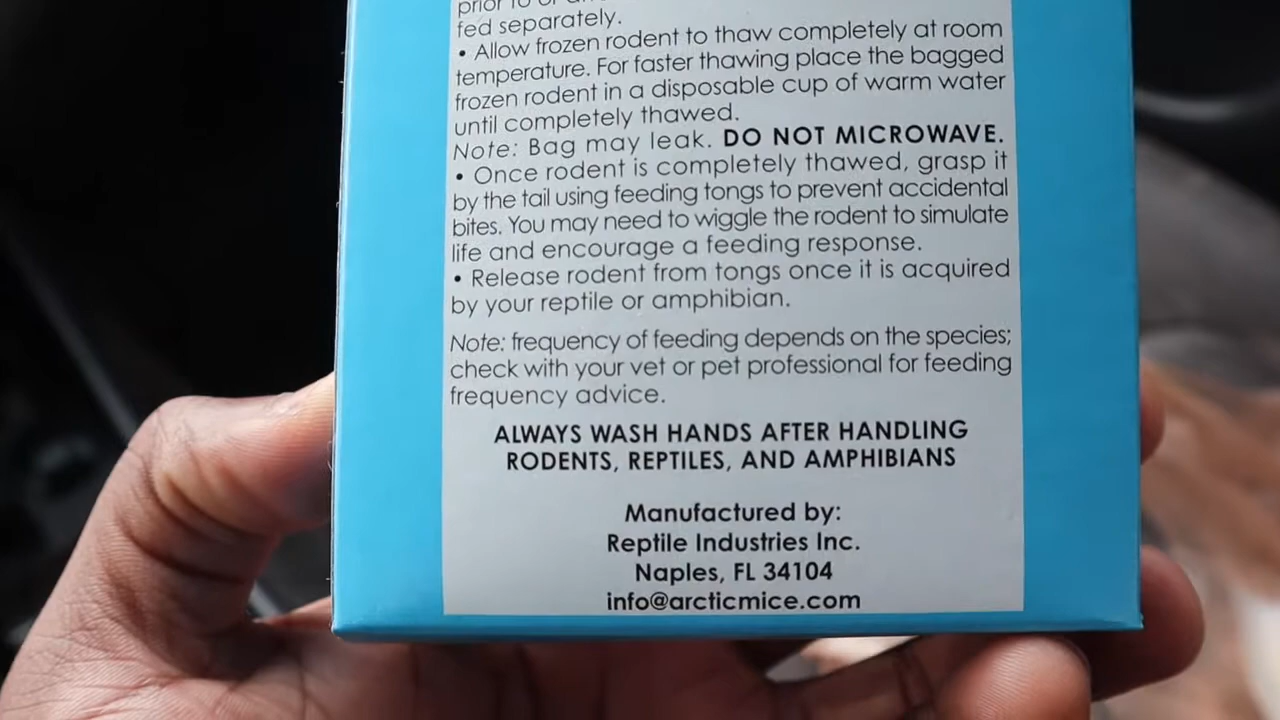 prior to or
fed separately.
• Allow frozen rodent to thaw completely at room
temperature. For faster thawing place the bagged
frozen rodent in a disposable cup of warm water
until completely thawed.
Note: Bag may leak. DO NOT MICROWAVE.
• Once rodent is completely thawed, grasp it
by the tail using feeding tongs to prevent accidental
bites. You may need to wiggle the rodent to simulate
life and encourage a feeding response.
• Release rodent from tongs once it is acquired
by your reptile or amphibian.
Note: frequency of feeding depends on the species;
check with your vet or pet professional for feeding
frequency advice.
ALWAYS WASH HANDS AFTER HANDLING
RODENTS, REPTILES, AND AMPHIBIANS
Manufactured by:
Reptile Industries Inc.
Naples, FL 34104
info@arcticmice.com